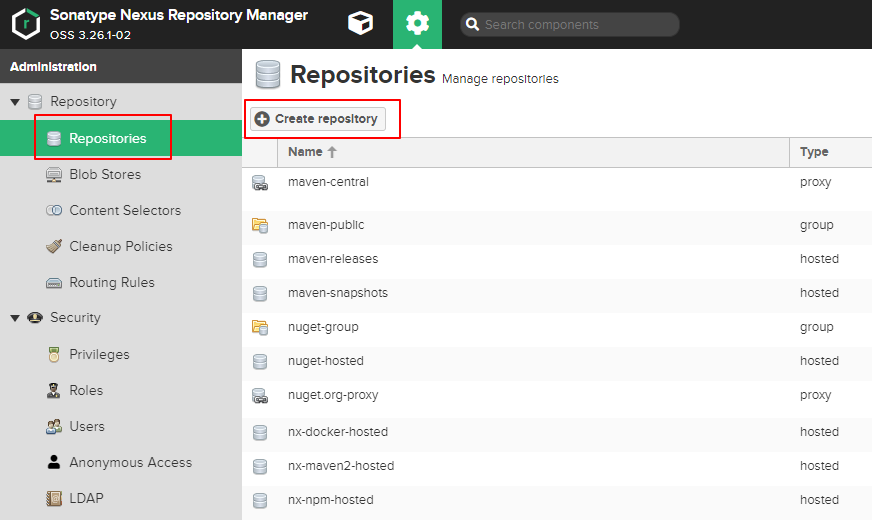 Sonatype Nexus Repository Manager
OSS 3.26.1-02
Search components
Administration
Repository
Repositories
Blob Stores
Content Selectors
Cleanup Policies
Routing Rules
Security
Privileges
Roles
Users
Anonymous Access
LDAP
Repositories Manage repositories
Create repository
Name Type
maven-central proxy
maven-public group
maven-releases hosted
maven-snapshots hosted
nuget-group group
nuget-hosted hosted
nuget.org-proxy proxy
nx-docker-hosted hosted
nx-maven2-hosted hosted
nx-npm-hosted hosted